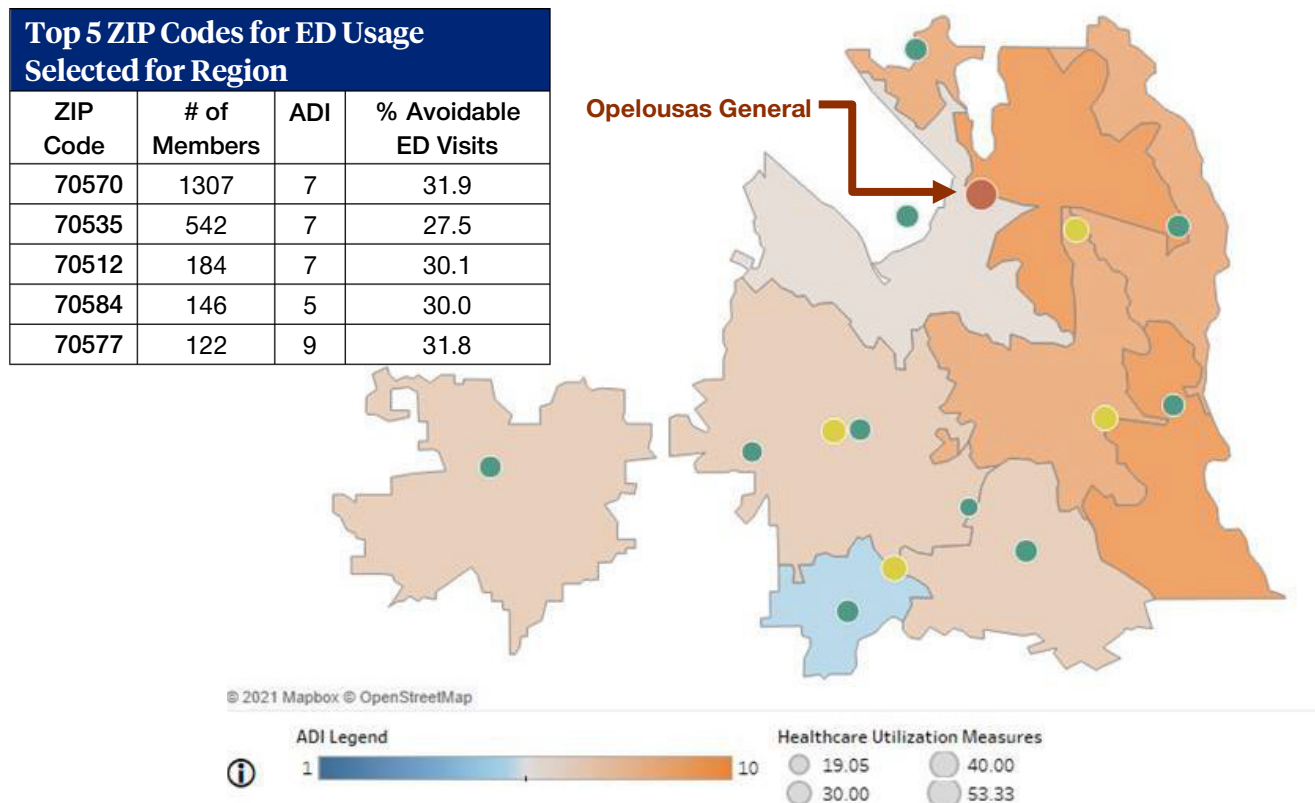 Top 5 ZIP Codes for ED Usage
Selected for Region
ZIP Code # of Members ADI % Avoidable ED Visits
70570 1307 7 31.9
70535 542 7 27.5
70512 184 7 30.1
70584 146 5 30.0
70577 122 9 31.8
Opelousas General
© 2021 Mapbox © OpenStreetMap
ADI Legend
1 10
Healthcare Utilization Measures
19.05 40.00
30.00 53.33